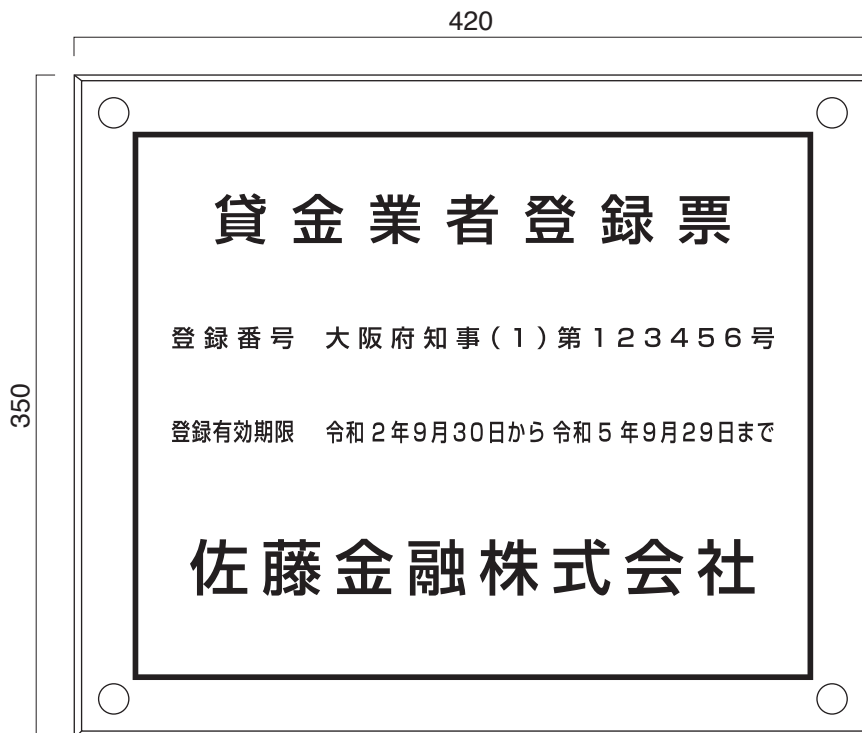 420
350
貸金業者登録票
登録番号 大阪府知事(1)第123456号
登録有効期限 令和2年9月30日から 令和5年9月29日まで
佐藤金融株式会社